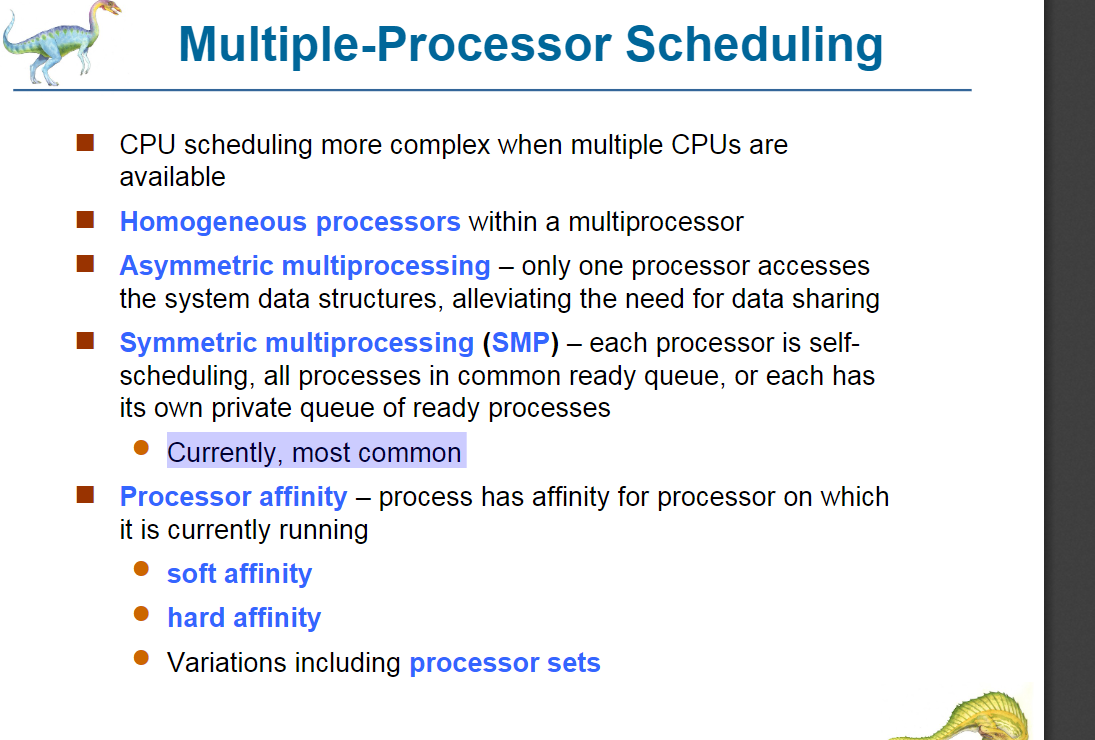 Multiple-Processor Scheduling
CPU scheduling more complex when multiple CPUs are
available
Homogeneous processors within a multiprocessor
Asymmetric multiprocessing – only one processor accesses
the system data structures, alleviating the need for data sharing
Symmetric multiprocessing (SMP) – each processor is self-
scheduling, all processes in common ready queue, or each has
its own private queue of ready processes
Currently, most common
Processor affinity – process has affinity for processor on which
it is currently running
soft affinity
hard affinity
Variations including processor sets